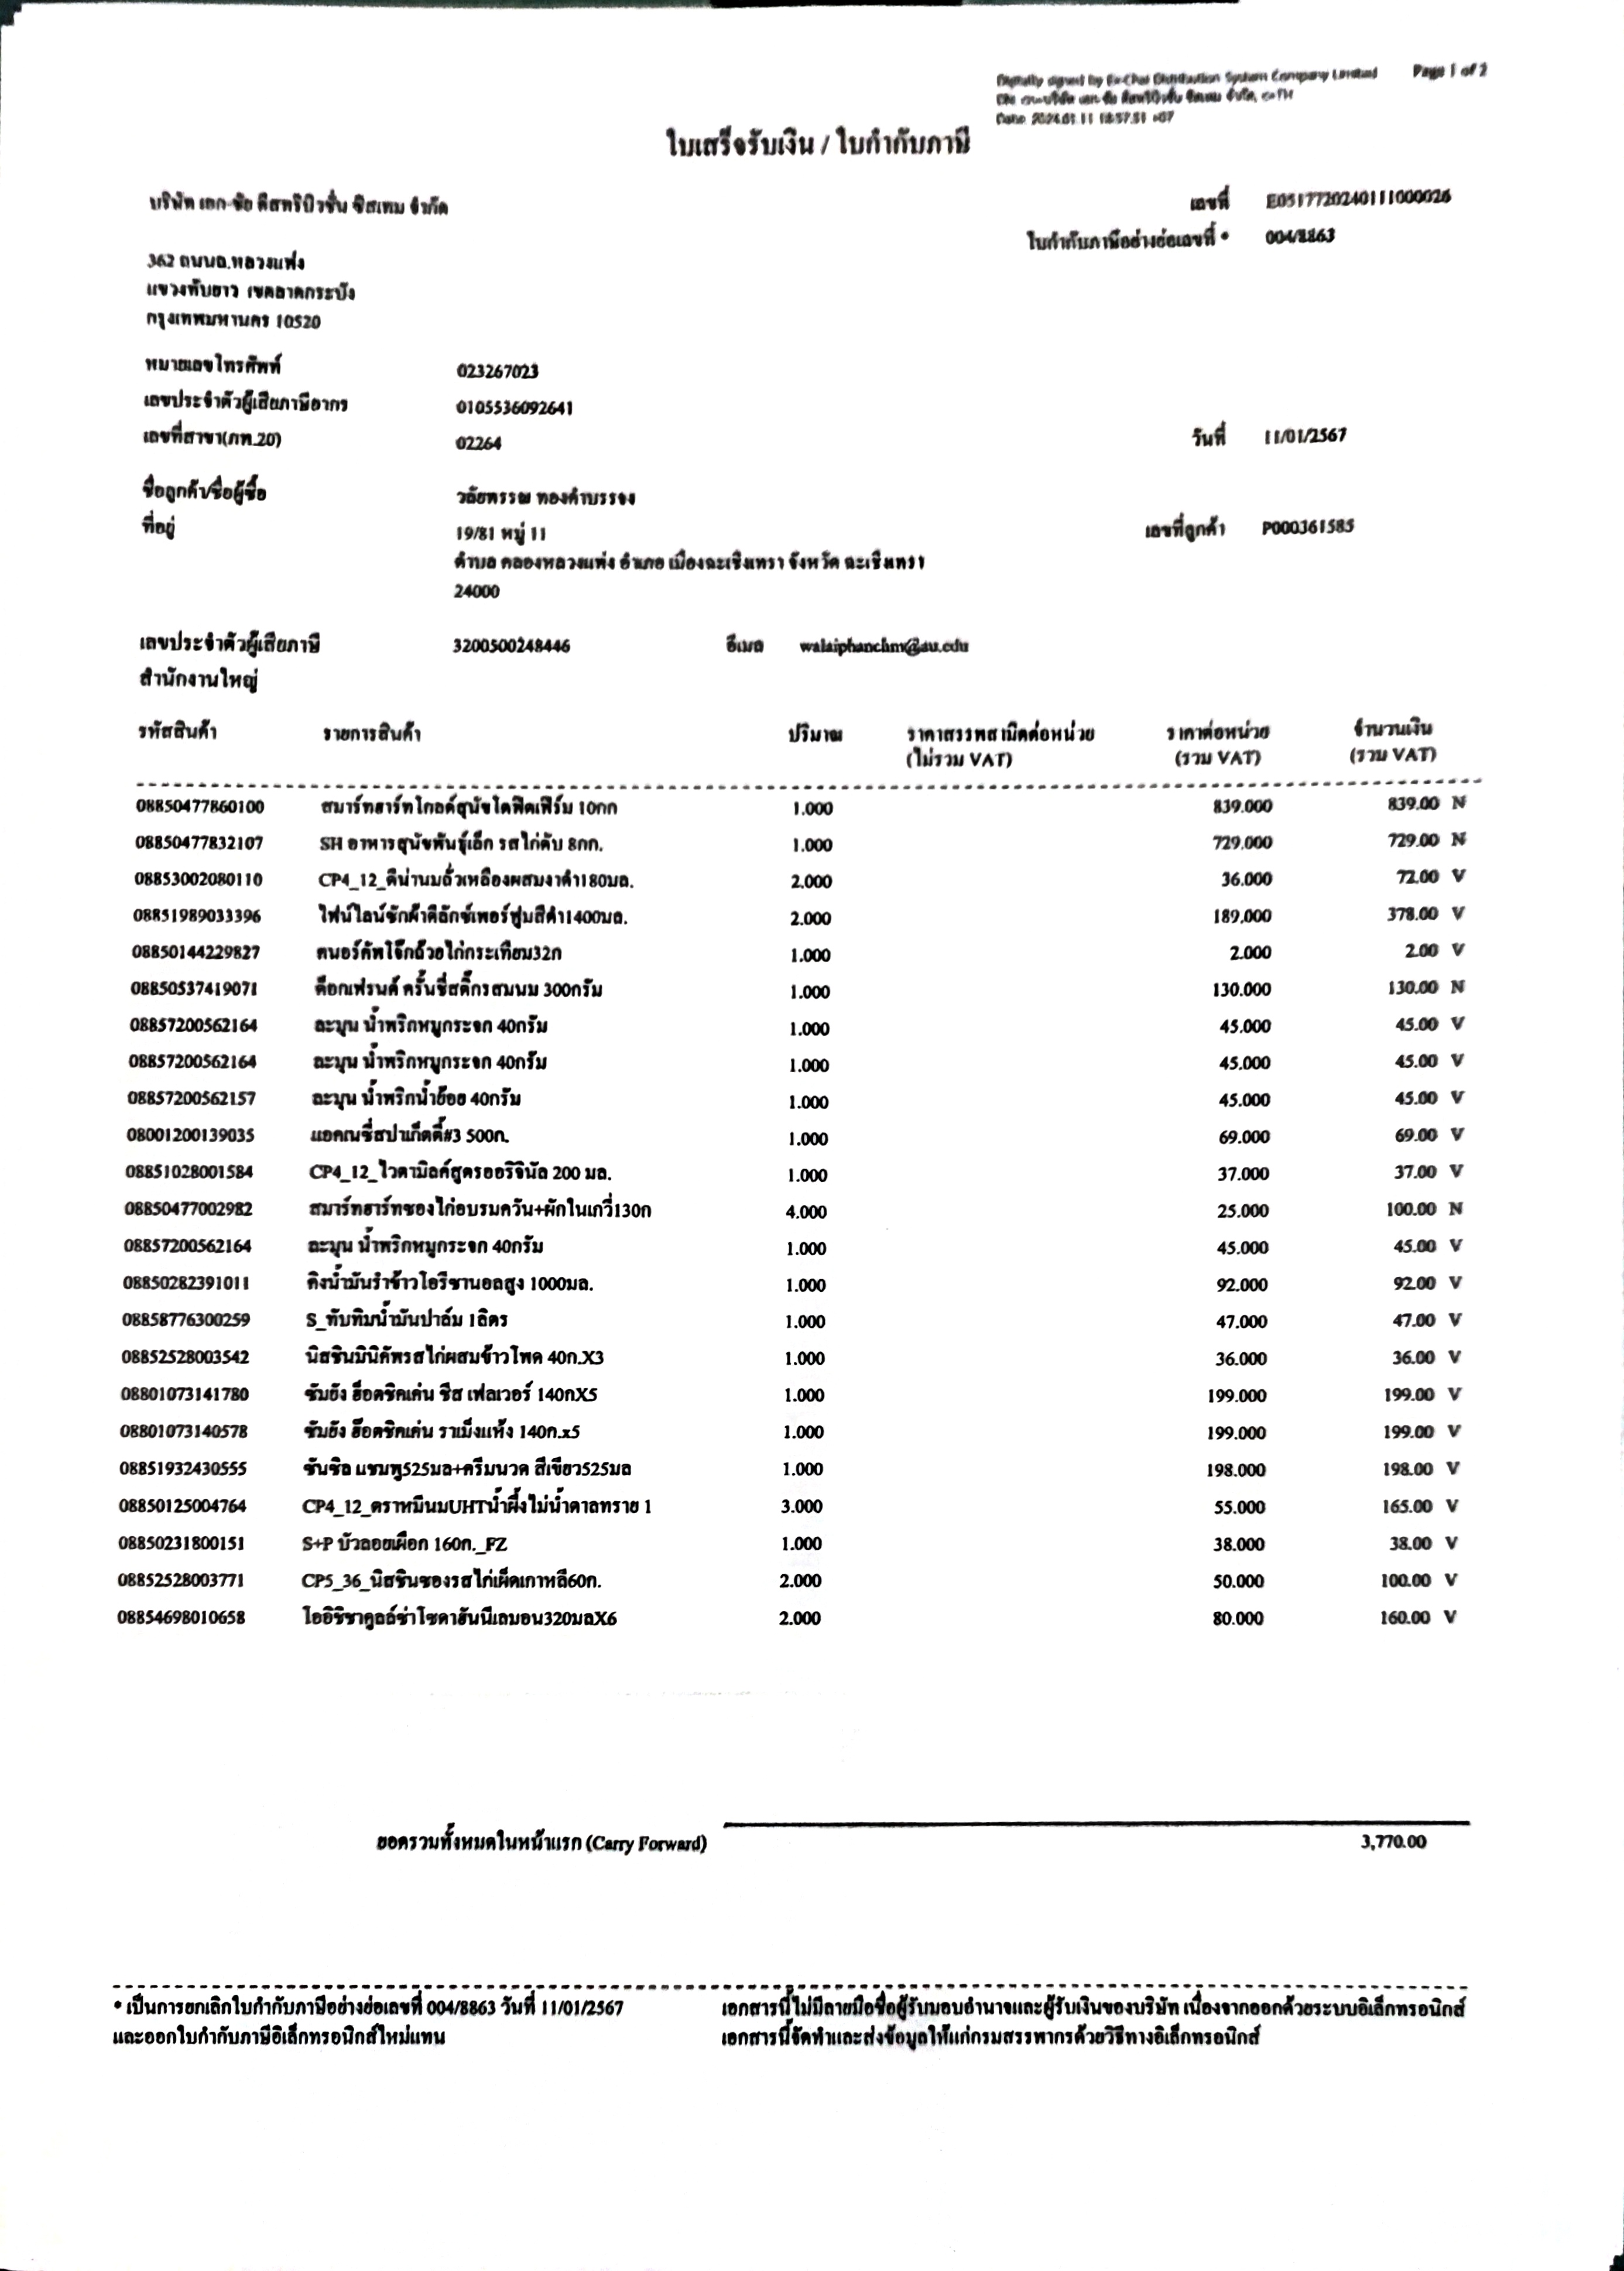 Digitally signed by Ek-Chai Distribution System Company Limited Page 1 of 2
Date 2024.01.11 18:57:51 +07
ใบเสร็จรับเงิน / ใบกำกับภาษี
บริษัท เอก-ชัย ดีสทริบิวชั่น ซิสเทม จำกัด เลขที่ E0517720240111000026
ใบกำกับภาษีอย่างย่อเลขที่ * 004/8863
362 ถนนถ.หลวงแพ่ง
แขวงทับยาว เขตลาดกระบัง
กรุงเทพมหานคร 10520
หมายเลขโทรศัพท์ 023267023
เลขประจำตัวผู้เสียภาษีอากร 0105536092641
เลขที่สาขา(ภพ.20) 02264 วันที่ 11/01/2567
ชื่อลูกค้า/ชื่อผู้ซื้อ วลัยพรรณ ทองคำบรรจง
ที่อยู่ 19/81 หมู่ 11 เลขที่ลูกค้า P000361585
ตำบล คลองหลวงแพ่ง อำเภอ เมืองฉะเชิงเทรา จังหวัด ฉะเชิงเทรา
24000
เลขประจำตัวผู้เสียภาษี 3200500248446 อีเมล walaiphanchm@au.edu
สำนักงานใหญ่
รหัสสินค้า รายการสินค้า ปริมาณ ราคาสรรพสามิตต่อหน่วย ราคาต่อหน่วย จำนวนเงิน
(ไม่รวม VAT) (รวม VAT) (รวม VAT)
08850477860100 สมาร์ทฮาร์ทโกลด์สุนัขโตฟิตเฟิร์ม 10กก 1.000 839.000 839.00 N
08850477832107 SH อาหารสุนัขพันธุ์เล็ก รสไก่ตับ 8กก. 1.000 729.000 729.00 N
08853002080110 CP4_12_ดีน่านมถั่วเหลืองผสมงาดำ180มล. 2.000 36.000 72.00 V
08851989033396 ไฟน์ไลน์ซักผ้าดีลักซ์เพอร์ฟูมสีดำ1400มล. 2.000 189.000 378.00 V
08850144229827 คนอร์คัพโจ๊กถ้วยไก่กระเทียม32ก 1.000 2.000 2.00 V
08850537419071 ด็อกเฟรนด์ ครั้นชี่สติ๊กรสนม 300กรัม 1.000 130.000 130.00 N
08857200562164 ละมุน น้ำพริกหมูกระจก 40กรัม 1.000 45.000 45.00 V
08857200562164 ละมุน น้ำพริกหมูกระจก 40กรัม 1.000 45.000 45.00 V
08857200562157 ละมุน น้ำพริกน้ำย้อย 40กรัม 1.000 45.000 45.00 V
08001200139035 แอคเนซี่สปาเก็ตตี้#3 500ก. 1.000 69.000 69.00 V
08851028001584 CP4_12_ไวตามิลค์สูตรออริจินัล 200 มล. 1.000 37.000 37.00 V
08850477002982 สมาร์ทฮาร์ทซองไก่อบรมควัน+ผักในเกวี่130ก 4.000 25.000 100.00 N
08857200562164 ละมุน น้ำพริกหมูกระจก 40กรัม 1.000 45.000 45.00 V
08850282391011 คิงน้ำมันรำข้าวโอรีซานอลสูง 1000มล. 1.000 92.000 92.00 V
08858776300259 S_ทับทิมน้ำมันปาล์ม 1ลิตร 1.000 47.000 47.00 V
08852528003542 นิสชินมินิคัพรสไก่ผสมข้าวโพด 40ก.X3 1.000 36.000 36.00 V
08801073141780 ซัมยัง ฮ็อตชิคเค่น ชีส เฟลเวอร์ 140กX5 1.000 199.000 199.00 V
08801073140578 ซัมยัง ฮ็อตชิคเค่น ราเม็งแห้ง 140ก.x5 1.000 199.000 199.00 V
08851932430555 ซันซิล แชมพู525มล+ครีมนวด สีเขียว525มล 1.000 198.000 198.00 V
08850125004764 CP4_12_ตราหมีนมUHTน้ำผึ้งไม่น้ำตาลทราย 1 3.000 55.000 165.00 V
08850231800151 S+P บัวลอยเผือก 160ก._FZ 1.000 38.000 38.00 V
08852528003771 CP5_36_นิสชินซองรสไก่เผ็ดเกาหลี60ก. 2.000 50.000 100.00 V
08854698010658 โออิชิชาคูลล์ซ่าโซดาฮันนีเลมอน320มลX6 2.000 80.000 160.00 V
ยอดรวมทั้งหมดในหน้าแรก (Carry Forward) 3,770.00
* เป็นการยกเลิกใบกำกับภาษีอย่างย่อเลขที่ 004/8863 วันที่ 11/01/2567 เอกสารนี้ไม่มีลายมือชื่อผู้รับมอบอำนาจและผู้รับเงินของบริษัท เนื่องจากออกด้วยระบบอิเล็กทรอนิกส์
และออกใบกำกับภาษีอิเล็กทรอนิกส์ใหม่แทน เอกสารนี้จัดทำและส่งข้อมูลให้แก่กรมสรรพากรด้วยวิธีทางอิเล็กทรอนิกส์